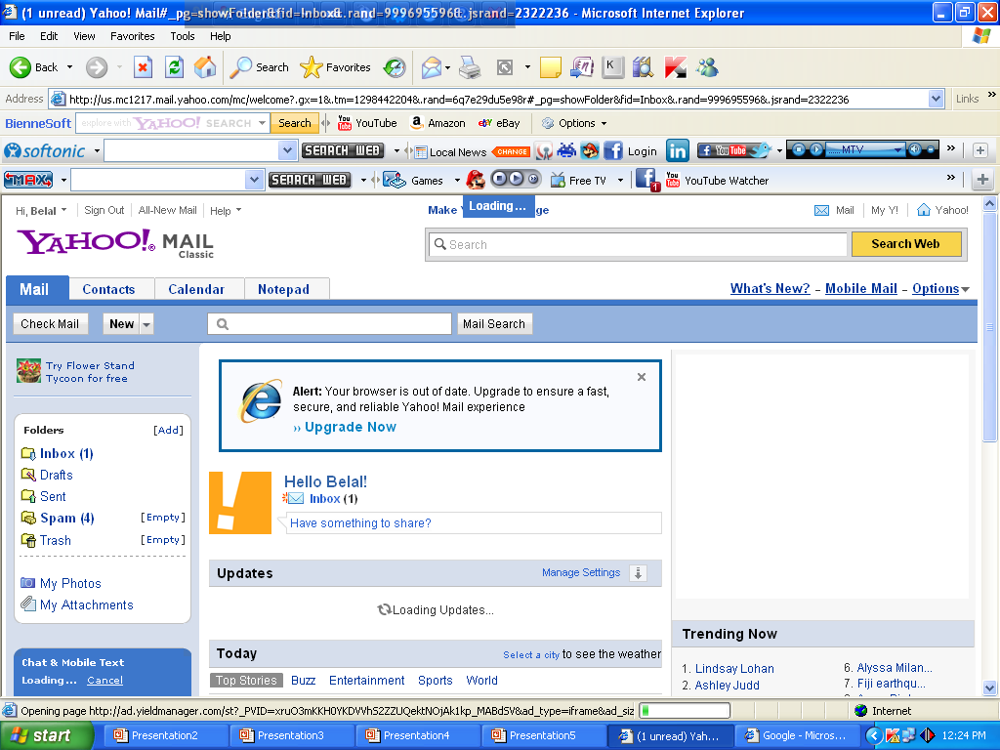 (1 unread) Yahoo! Mail#_pg=showFolder&fid=Inbox&.rand=999695596&.jsrand=2322236 - Microsoft Internet Explorer
File Edit View Favorites Tools Help
Back Search Favorites
Address http://us.mc1217.mail.yahoo.com/mc/welcome?.gx=1&.tm=1298442204&.rand=6q7e29du5e98r#_pg=showFolder&fid=Inbox&.rand=999695596&.jsrand=2322236 Links »
BienneSoft explore with YAHOO! SEARCH Search YouTube Amazon eBay Options
softonic SEARCH WEB Local News CHANGE Login in f YouTube MTV »
MAX SEARCH WEB Games Free TV 1 YouTube Watcher »
Loading...
Hi, Belal Sign Out All-New Mail Help Make Y ge Mail My Y! Yahoo!
YAHOO! MAIL Classic
Search Search Web
Mail Contacts Calendar Notepad What's New? - Mobile Mail - Options
Check Mail New Mail Search
Try Flower Stand
Tycoon for free
Alert: Your browser is out of date. Upgrade to ensure a fast,
secure, and reliable Yahoo! Mail experience
›› Upgrade Now
Folders [Add]
Inbox (1)
Drafts
Sent
Spam (4) [Empty]
Trash [Empty]
My Photos
My Attachments
Chat & Mobile Text
Loading... Cancel
Hello Belal!
Inbox (1)
Have something to share?
Updates Manage Settings
Loading Updates...
Today Select a city to see the weather
Top Stories Buzz Entertainment Sports World
Trending Now
1. Lindsay Lohan 6. Alyssa Milan...
2. Ashley Judd 7. Fiji earthqu...
Opening page http://ad.yieldmanager.com/st?_PVID=xruO3mKKH0YKDVVhS2ZZUQektNOjAk1kp_MABd5V&ad_type=iframe&ad_siz Internet
start Presentation2 Presentation3 Presentation4 Presentation5 (1 unread) Yah... Google - Micros... 12:24 PM